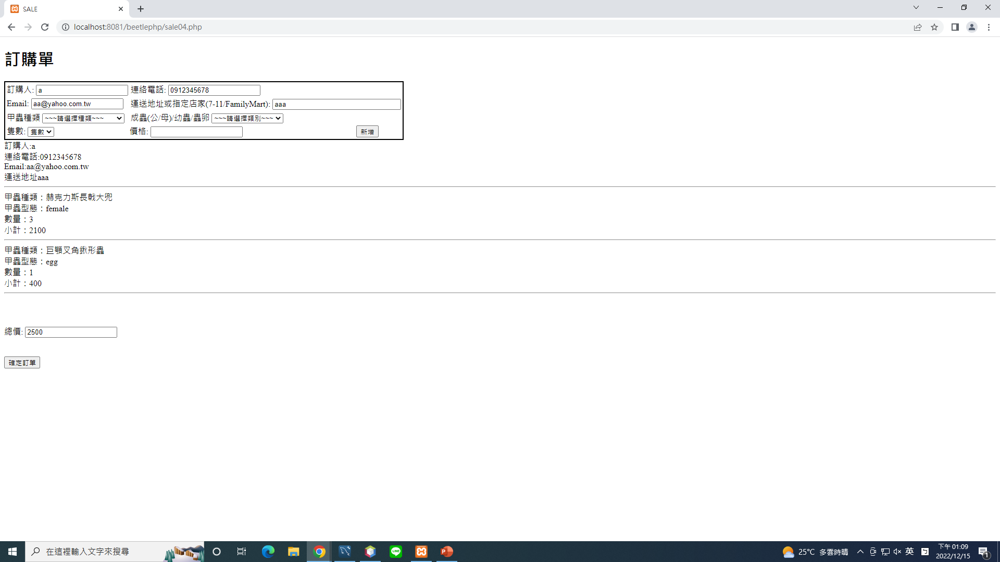 SALE
localhost:8081/beetlephp/sale04.php
訂購單
訂購人: a 連絡電話: 0912345678
Email: aa@yahoo.com.tw 運送地址或指定店家(7-11/FamilyMart): aaa
甲蟲種類 ~~~請選擇種類~~~ 成蟲(公/母)/幼蟲/蟲卵 ~~~請選擇類別~~~
隻數: 隻數 價格: 新增
訂購人:a
連絡電話:0912345678
Email:aa@yahoo.com.tw
運送地址aaa
甲蟲種類：赫克力斯長戟大兜
甲蟲型態：female
數量：3
小計：2100
甲蟲種類：巨顎叉角鍬形蟲
甲蟲型態：egg
數量：1
小計：400
總價: 2500
確定訂單
在這裡輸入文字來搜尋
LINE
P
25°C 多雲時晴
英
下午 01:09
2022/12/15
1